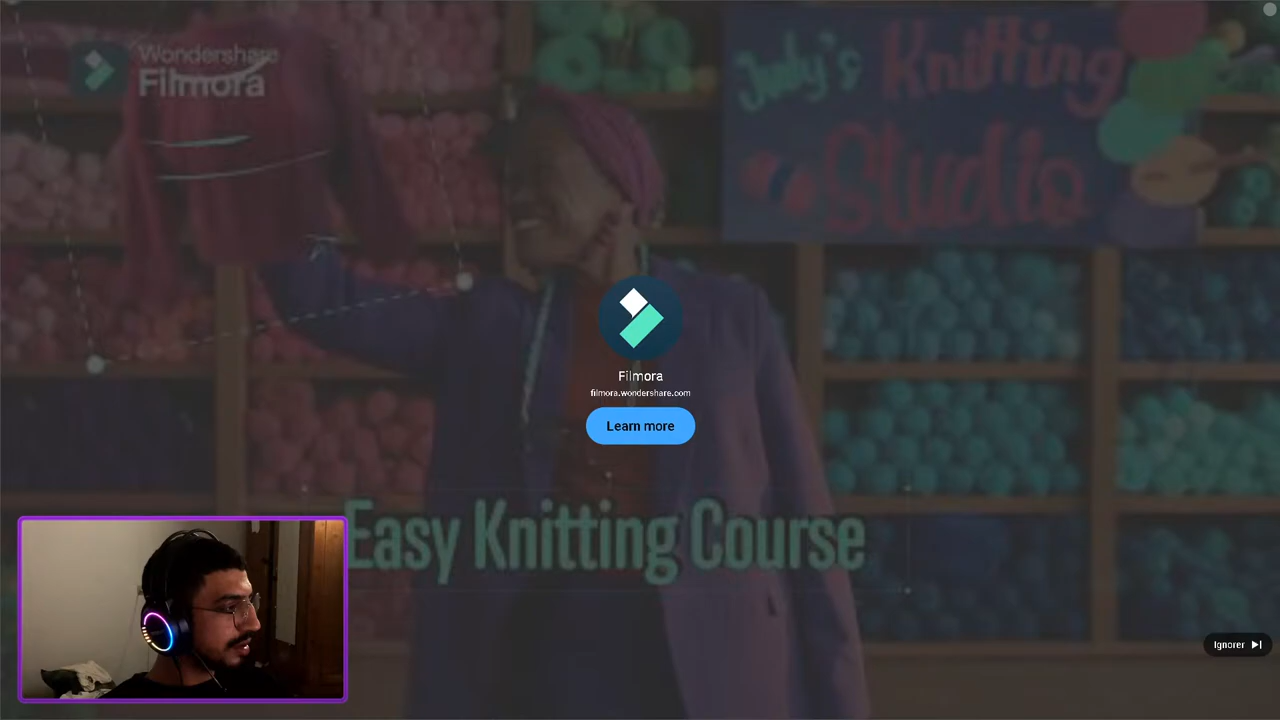 Wondershare
Filmora
Judy's Knitting
Studio
Filmora
filmora.wondershare.com
Learn more
Easy Knitting Course
Ignorer